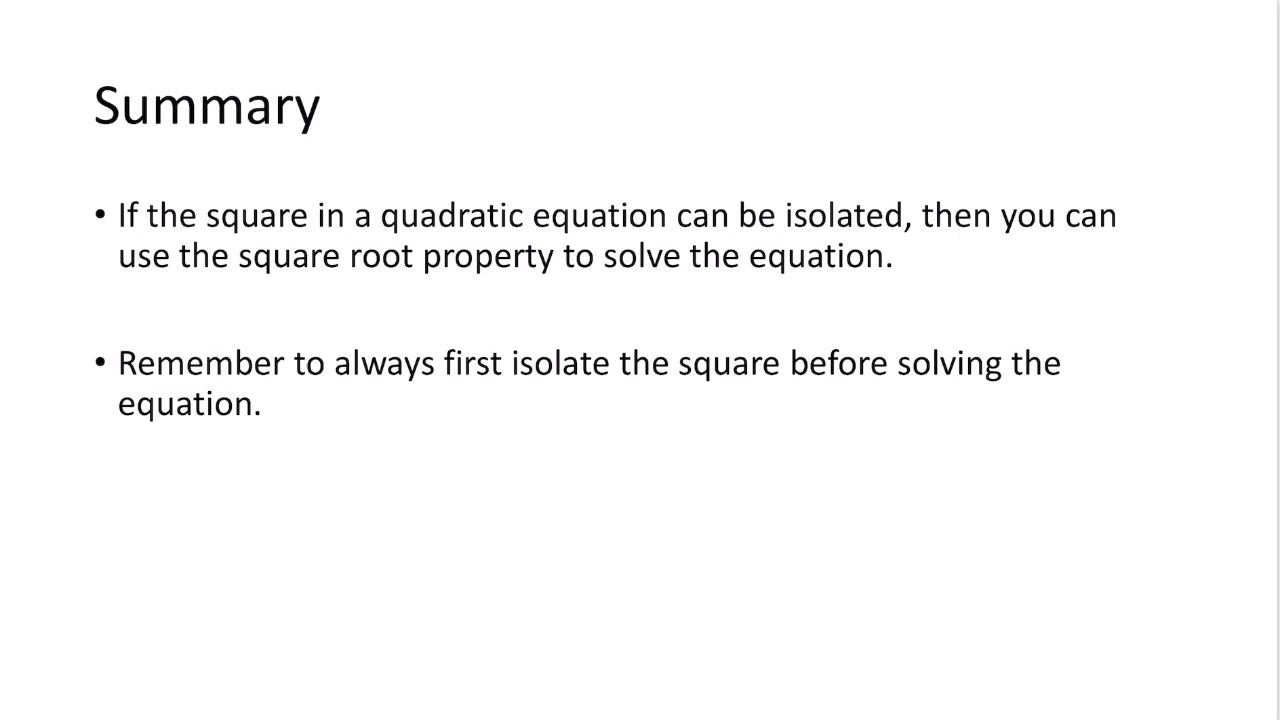 Summary
• If the square in a quadratic equation can be isolated, then you can
use the square root property to solve the equation.
• Remember to always first isolate the square before solving the
equation.